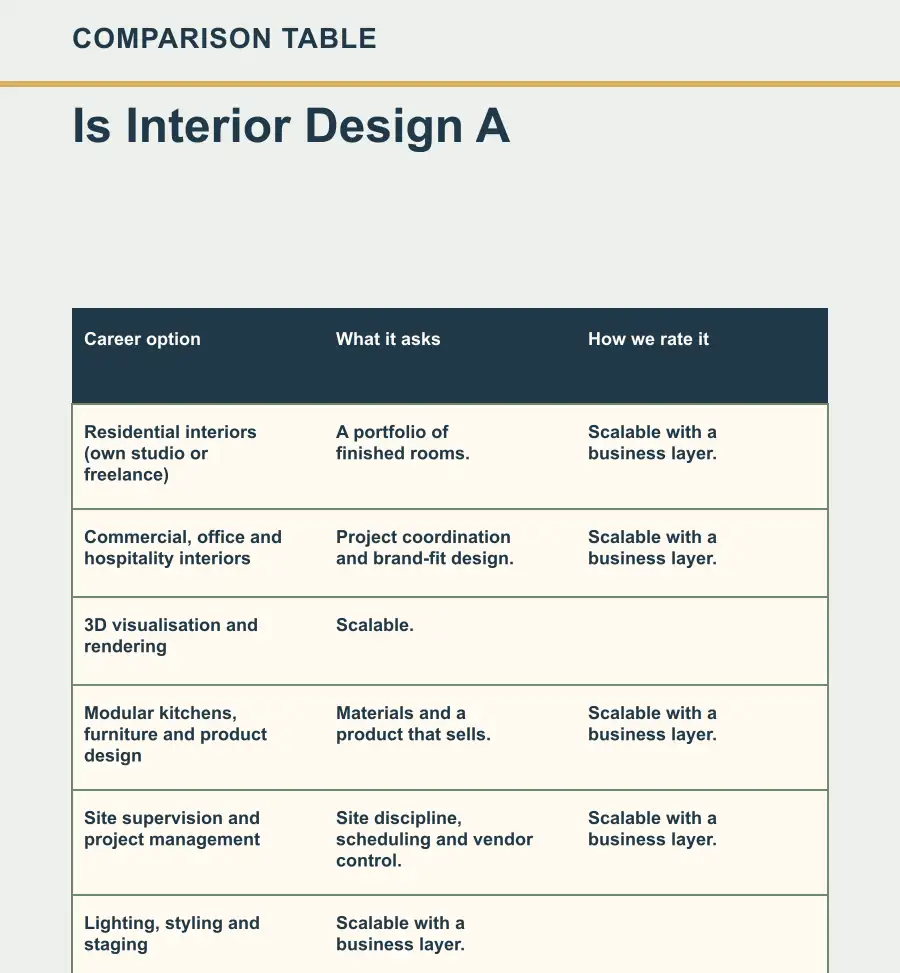 COMPARISON TABLE
Is Interior Design A
Career option
What it asks
How we rate it
Residential interiors
(own studio or
freelance)
A portfolio of
finished rooms.
Scalable with a
business layer.
Commercial, office and
hospitality interiors
Project coordination
and brand-fit design.
Scalable with a
business layer.
3D visualisation and
rendering
Scalable.
Modular kitchens,
furniture and product
design
Materials and a
product that sells.
Scalable with a
business layer.
Site supervision and
project management
Site discipline,
scheduling and vendor
control.
Scalable with a
business layer.
Lighting, styling and
staging
Scalable with a
business layer.